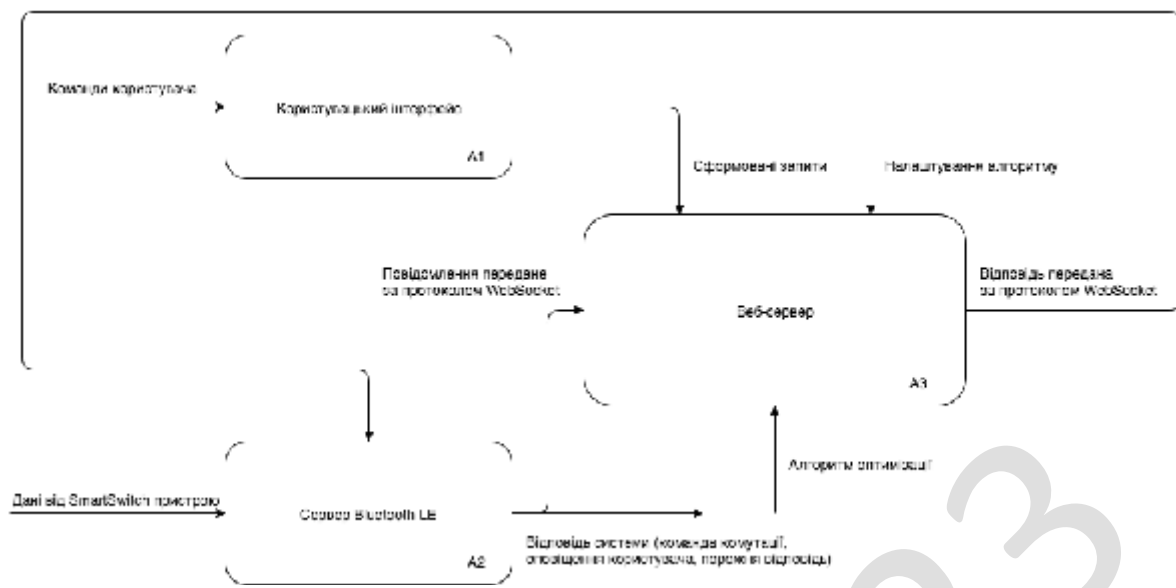 Команди користувача
Користувацький інтерфейс
А1
Сформовані запити
Налаштування алгоритму
Повідомлення передане
за протоколом WebSocket
Відповідь передана
за протоколом WebSocket
Веб-сервер
А3
Алгоритм оптимізації
Дані від SmartSwitch пристрою
Сервер Bluetooth LE
А2
Відповідь системи (команда комутації,
оповіщення користувача, порожня відповідь)
3